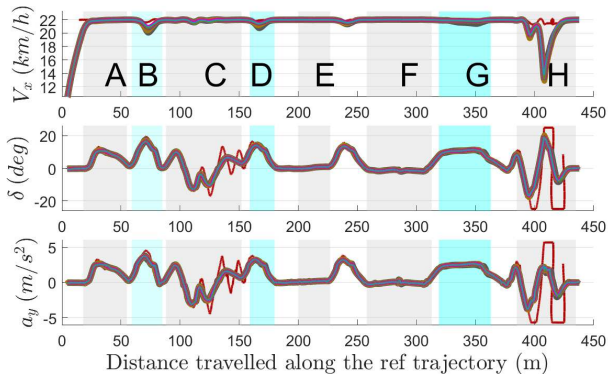 22
20
18
16
14
12
V_x (km/h)
A B C D E F G H
0 50 100 150 200 250 300 350 400 450
20
0
-20
δ (deg)
0 50 100 150 200 250 300 350 400 450
5
0
-5
a_y (m/s²)
0 50 100 150 200 250 300 350 400 450
Distance travelled along the ref trajectory (m)